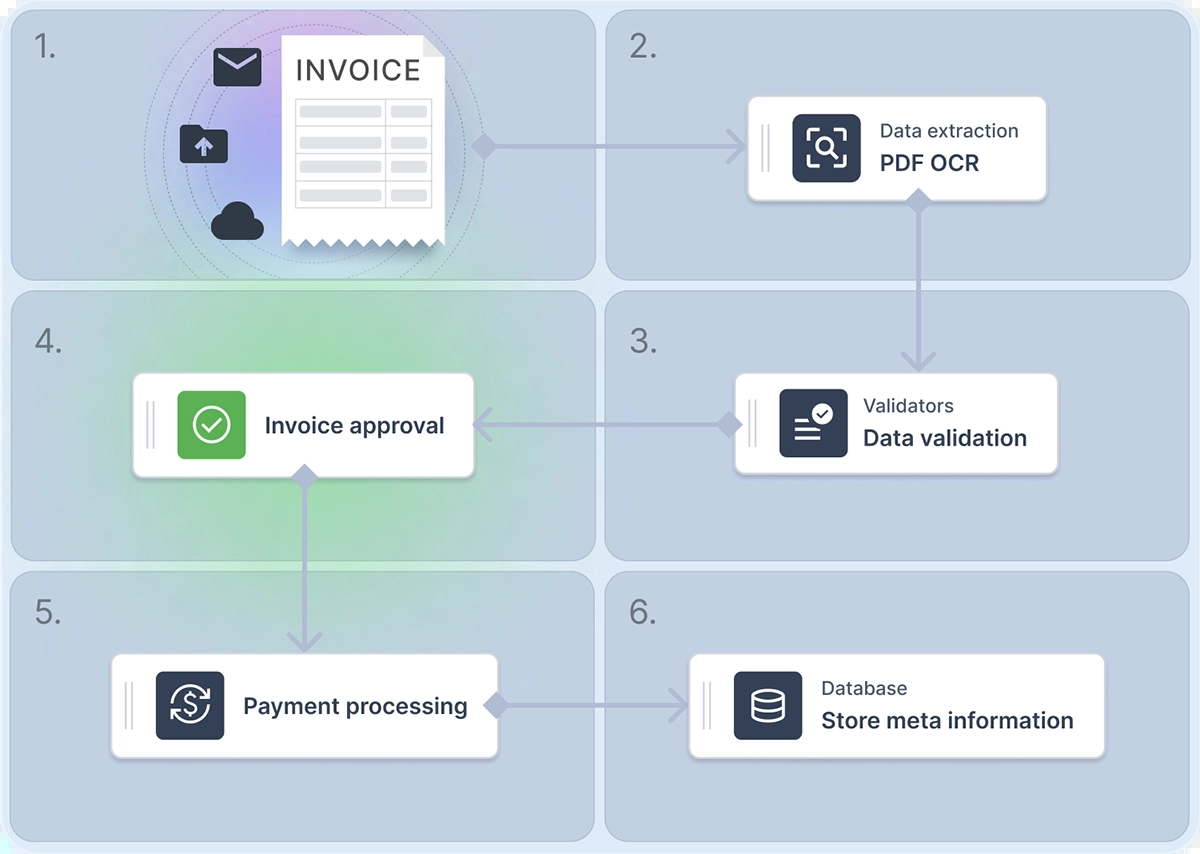 1.
INVOICE
2.
Data extraction
PDF OCR
3.
Validators
Data validation
4.
Invoice approval
5.
Payment processing
6.
Database
Store meta information